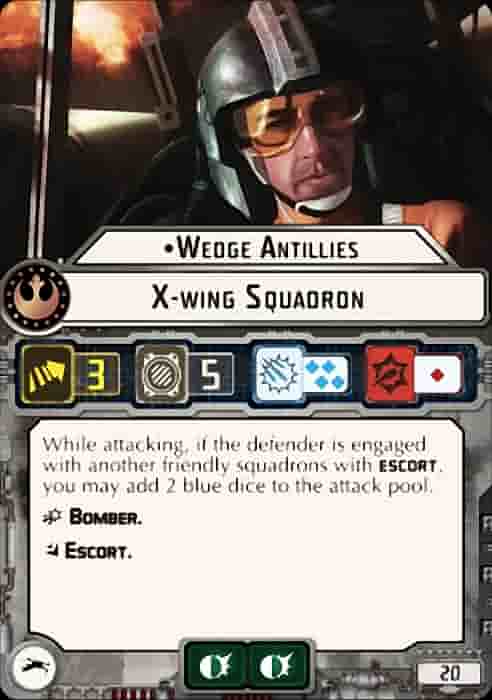 •Wedge Antillies
X-wing Squadron
3 5
While attacking, if the defender is engaged
with another friendly squadrons with ESCORT,
you may add 2 blue dice to the attack pool.
Bomber.
Escort.
20